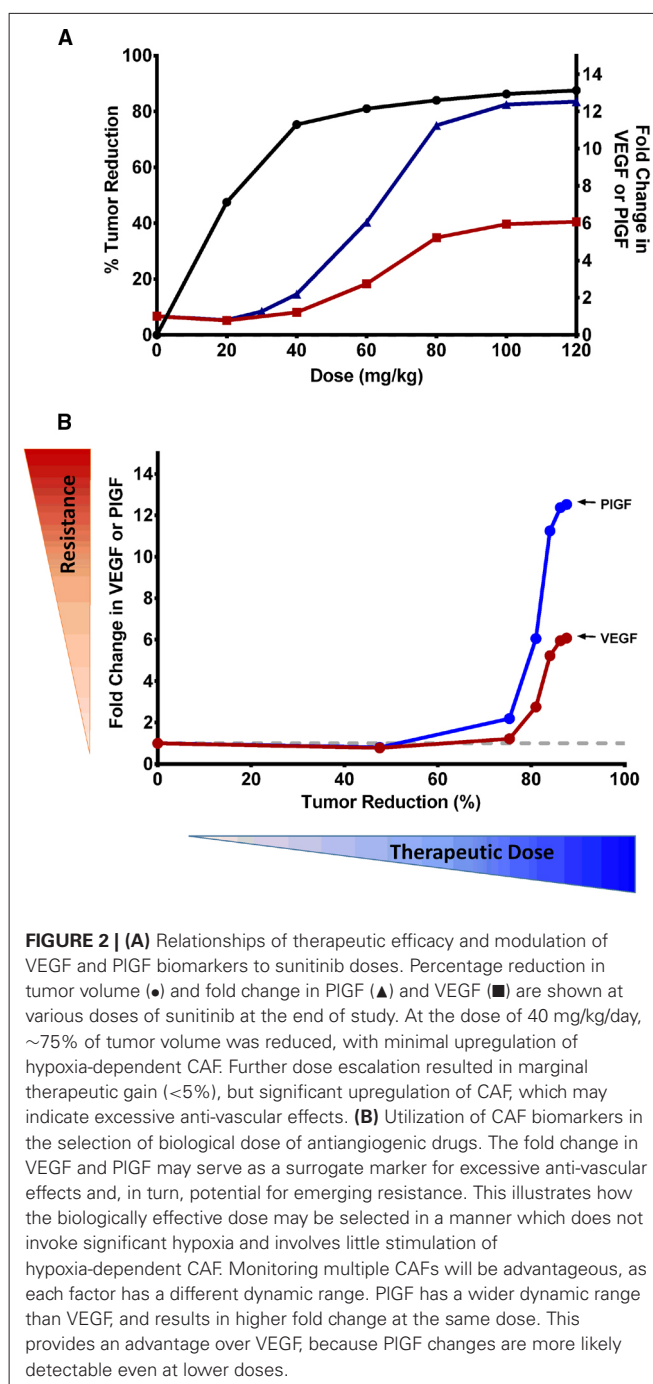 A
100
80
60
40
20
0
% Tumor Reduction
14
12
10
8
6
4
2
0
Fold Change in
VEGF or PlGF
0 20 40 60 80 100 120
Dose (mg/kg)
B
Resistance
Fold Change in VEGF or PlGF
14
12
10
8
6
4
2
0
PlGF
VEGF
0 20 40 60 80 100
Tumor Reduction (%)
Therapeutic Dose
FIGURE 2 | (A) Relationships of therapeutic efficacy and modulation of
VEGF and PlGF biomarkers to sunitinib doses. Percentage reduction in
tumor volume (●) and fold change in PlGF (▲) and VEGF (■) are shown at
various doses of sunitinib at the end of study. At the dose of 40 mg/kg/day,
∼75% of tumor volume was reduced, with minimal upregulation of
hypoxia-dependent CAF. Further dose escalation resulted in marginal
therapeutic gain (<5%), but significant upregulation of CAF, which may
indicate excessive anti-vascular effects. (B) Utilization of CAF biomarkers in
the selection of biological dose of antiangiogenic drugs. The fold change in
VEGF and PlGF may serve as a surrogate marker for excessive anti-vascular
effects and, in turn, potential for emerging resistance. This illustrates how
the biologically effective dose may be selected in a manner which does not
invoke significant hypoxia and involves little stimulation of
hypoxia-dependent CAF. Monitoring multiple CAFs will be advantageous, as
each factor has a different dynamic range. PlGF has a wider dynamic range
than VEGF, and results in higher fold change at the same dose. This
provides an advantage over VEGF, because PlGF changes are more likely
detectable even at lower doses.